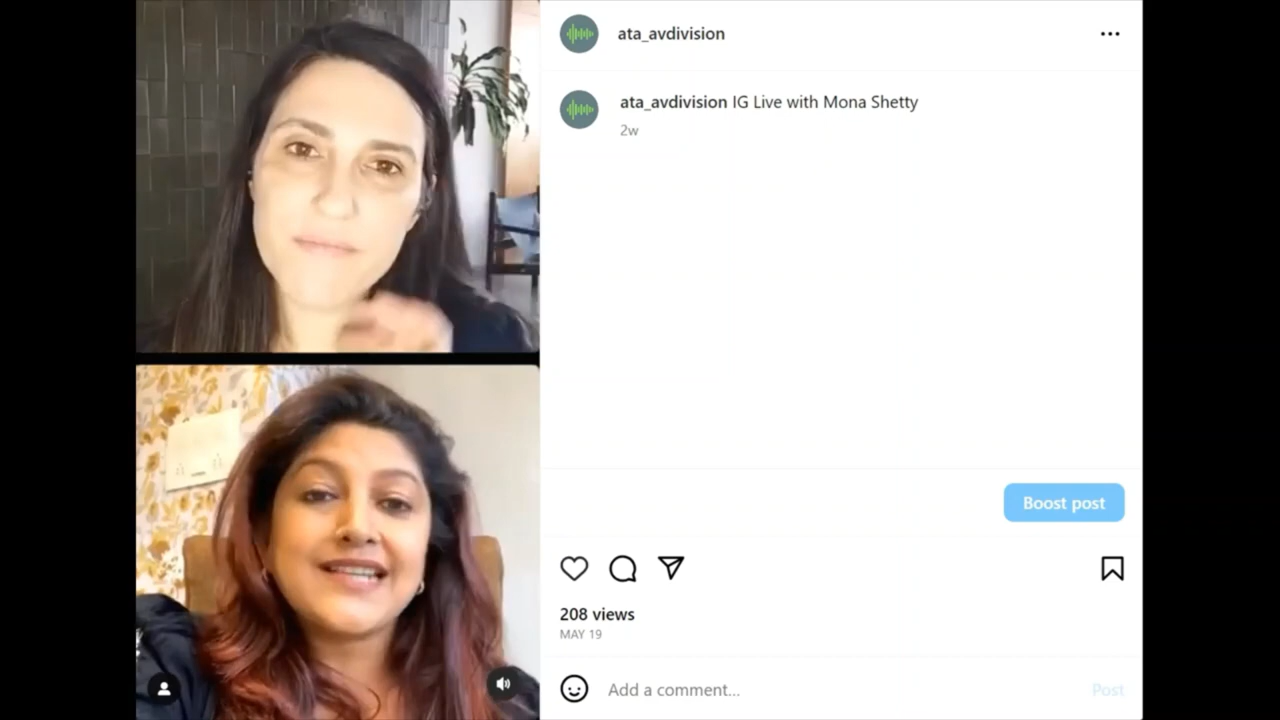 ata_avdivision
ata_avdivision IG Live with Mona Shetty
2w
Boost post
208 views
MAY 19
Add a comment...
Post